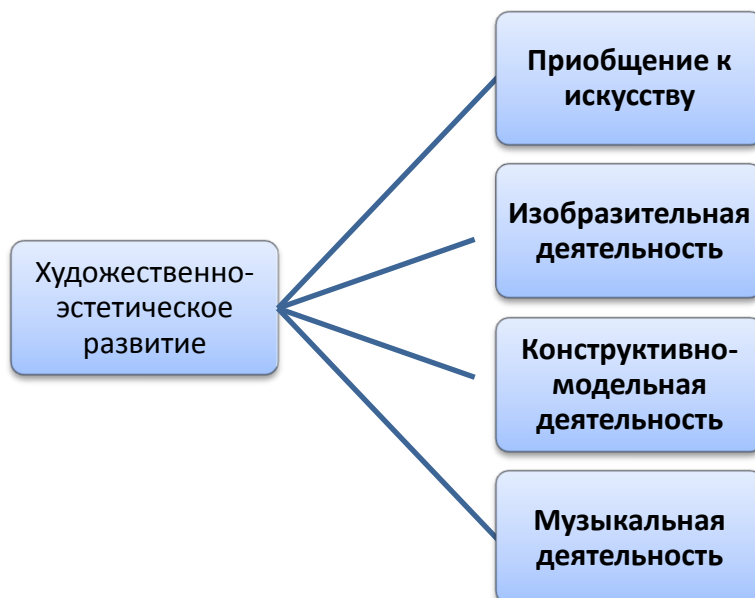 Приобщение к
искусству
Изобразительная
деятельность
Художественно-
эстетическое
развитие
Конструктивно-
модельная
деятельность
Музыкальная
деятельность